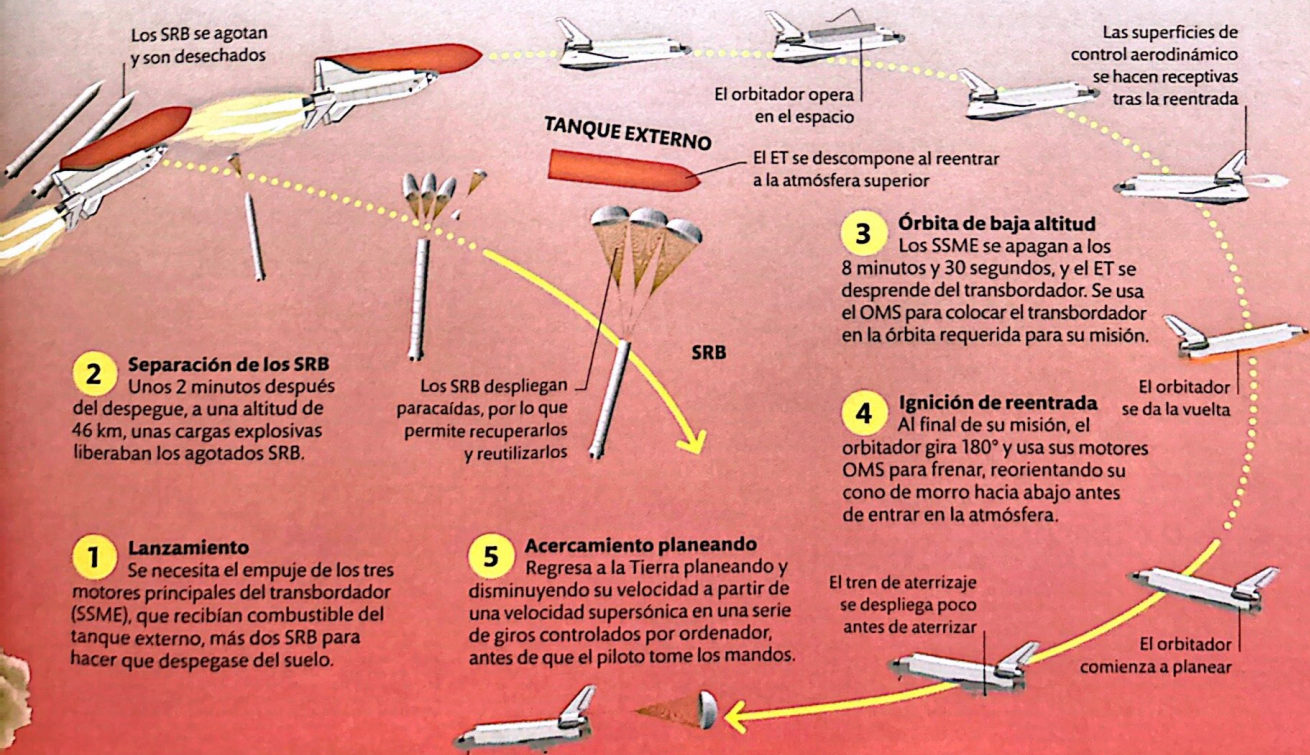 Los SRB se agotan
y son desechados
El orbitador opera
en el espacio
Las superficies de
control aerodinámico
se hacen receptivas
tras la reentrada
TANQUE EXTERNO
El ET se descompone al reentrar
a la atmósfera superior
3 Órbita de baja altitud
Los SSME se apagan a los
8 minutos y 30 segundos, y el ET se
desprende del transbordador. Se usa
el OMS para colocar el transbordador
en la órbita requerida para su misión.
SRB
2 Separación de los SRB
Unos 2 minutos después
del despegue, a una altitud de
46 km, unas cargas explosivas
liberaban los agotados SRB.
Los SRB despliegan
paracaídas, por lo que
permite recuperarlos
y reutilizarlos
El orbitador
se da la vuelta
4 Ignición de reentrada
Al final de su misión, el
orbitador gira 180° y usa sus motores
OMS para frenar, reorientando su
cono de morro hacia abajo antes
de entrar en la atmósfera.
1 Lanzamiento
Se necesita el empuje de los tres
motores principales del transbordador
(SSME), que recibían combustible del
tanque externo, más dos SRB para
hacer que despegase del suelo.
5 Acercamiento planeando
Regresa a la Tierra planeando y
disminuyendo su velocidad a partir de
una velocidad supersónica en una serie
de giros controlados por ordenador,
antes de que el piloto tome los mandos.
El tren de aterrizaje
se despliega poco
antes de aterrizar
El orbitador
comienza a planear